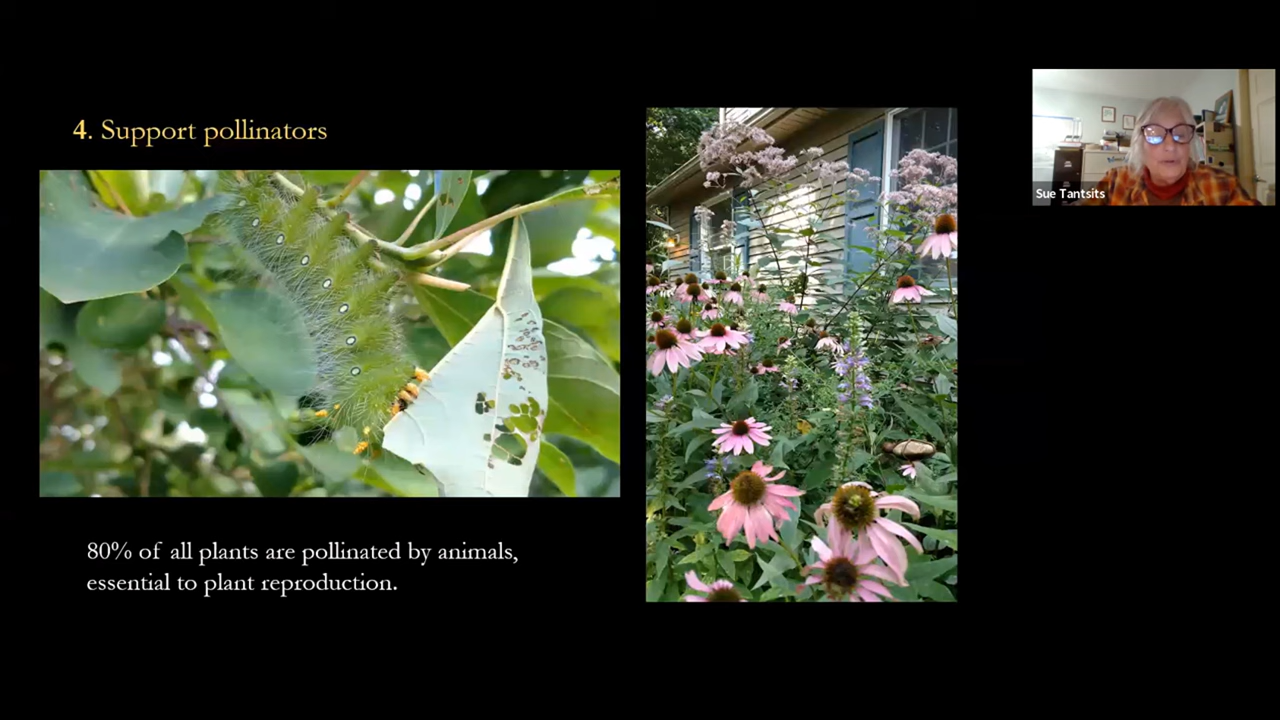 4. Support pollinators
80% of all plants are pollinated by animals,
essential to plant reproduction.
Sue Tantsits